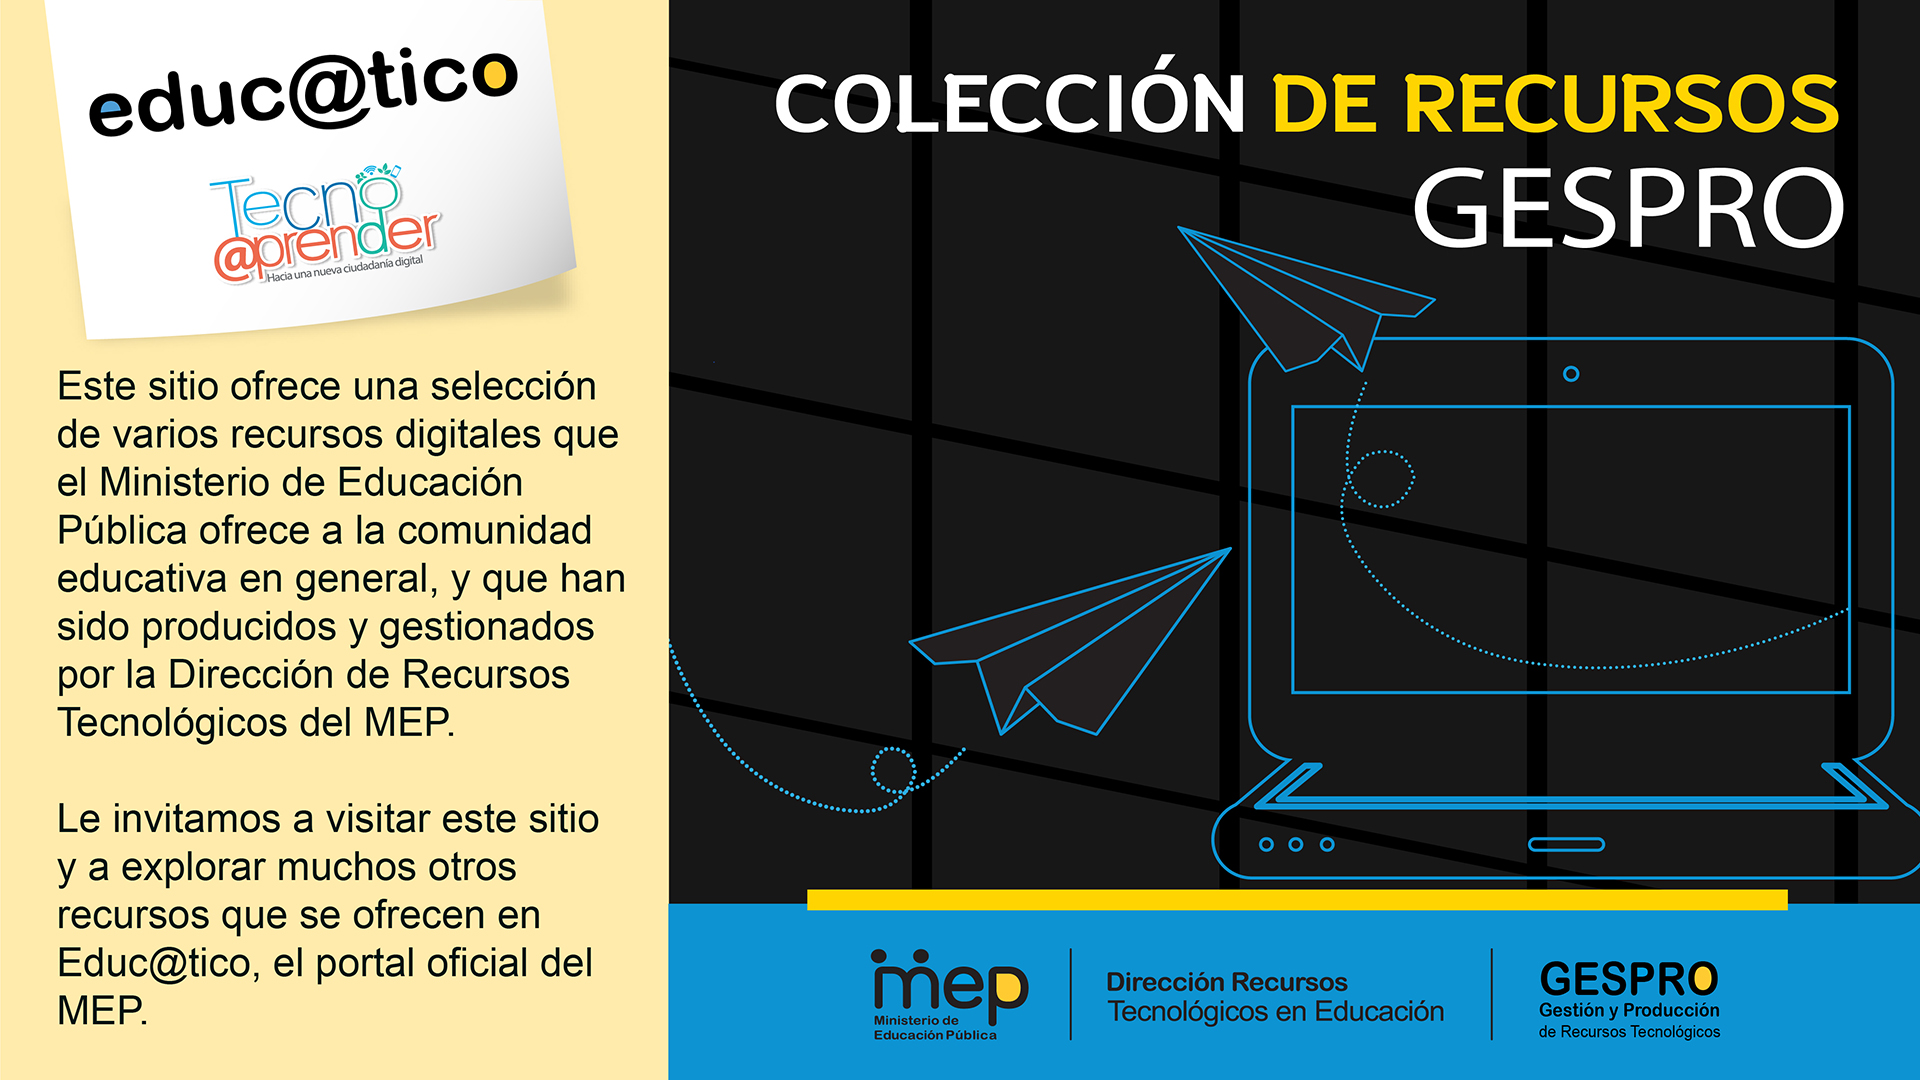 educ@tico
Tecno
@prender
Hacia una nueva ciudadanía digital
Este sitio ofrece una selección
de varios recursos digitales que
el Ministerio de Educación
Pública ofrece a la comunidad
educativa en general, y que han
sido producidos y gestionados
por la Dirección de Recursos
Tecnológicos del MEP.
Le invitamos a visitar este sitio
y a explorar muchos otros
recursos que se ofrecen en
Educ@tico, el portal oficial del
MEP.
COLECCIÓN DE RECURSOS
GESPRO
mep
Ministerio de
Educación Pública
Dirección Recursos
Tecnológicos en Educación
GESPRO
Gestión y Producción
de Recursos Tecnológicos